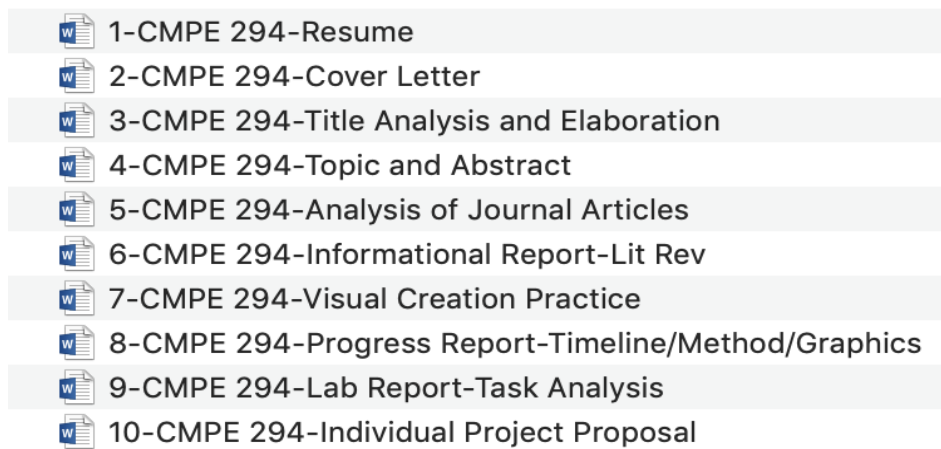 1-CMPE 294-Resume
2-CMPE 294-Cover Letter
3-CMPE 294-Title Analysis and Elaboration
4-CMPE 294-Topic and Abstract
5-CMPE 294-Analysis of Journal Articles
6-CMPE 294-Informational Report-Lit Rev
7-CMPE 294-Visual Creation Practice
8-CMPE 294-Progress Report-Timeline/Method/Graphics
9-CMPE 294-Lab Report-Task Analysis
10-CMPE 294-Individual Project Proposal